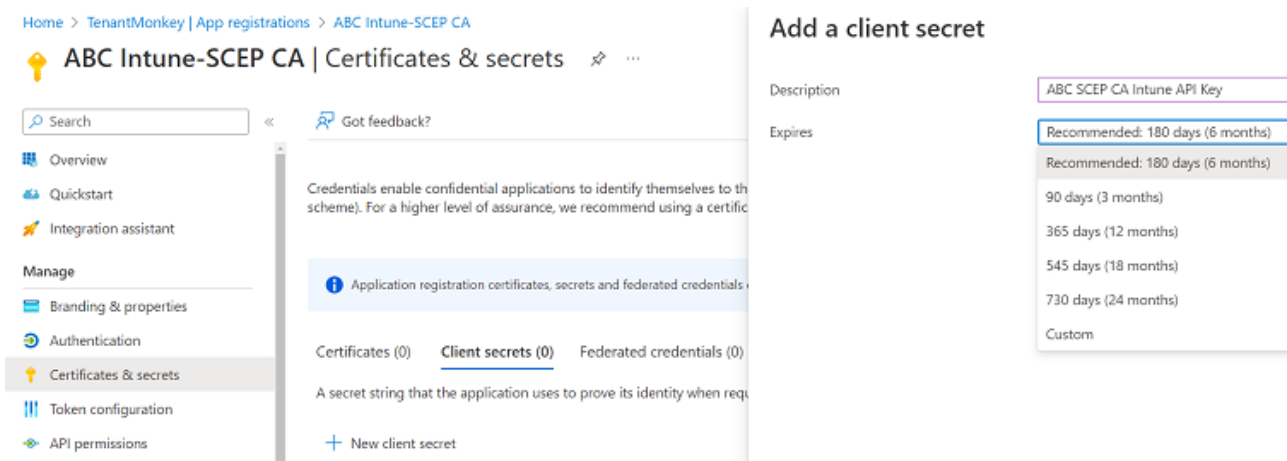 Home > TenantMonkey | App registrations > ABC Intune-SCEP CA
ABC Intune-SCEP CA | Certificates & secrets
Search
Got feedback?
Overview
Quickstart
Integration assistant
Manage
Branding & properties
Authentication
Certificates & secrets
Token configuration
API permissions
Credentials enable confidential applications to identify themselves to th
scheme). For a higher level of assurance, we recommend using a certific
Application registration certificates, secrets and federated credentials
Certificates (0) Client secrets (0) Federated credentials (0)
A secret string that the application uses to prove its identity when requ
New client secret
Add a client secret
Description ABC SCEP CA Intune API Key
Expires Recommended: 180 days (6 months)
Recommended: 180 days (6 months)
90 days (3 months)
365 days (12 months)
545 days (18 months)
730 days (24 months)
Custom